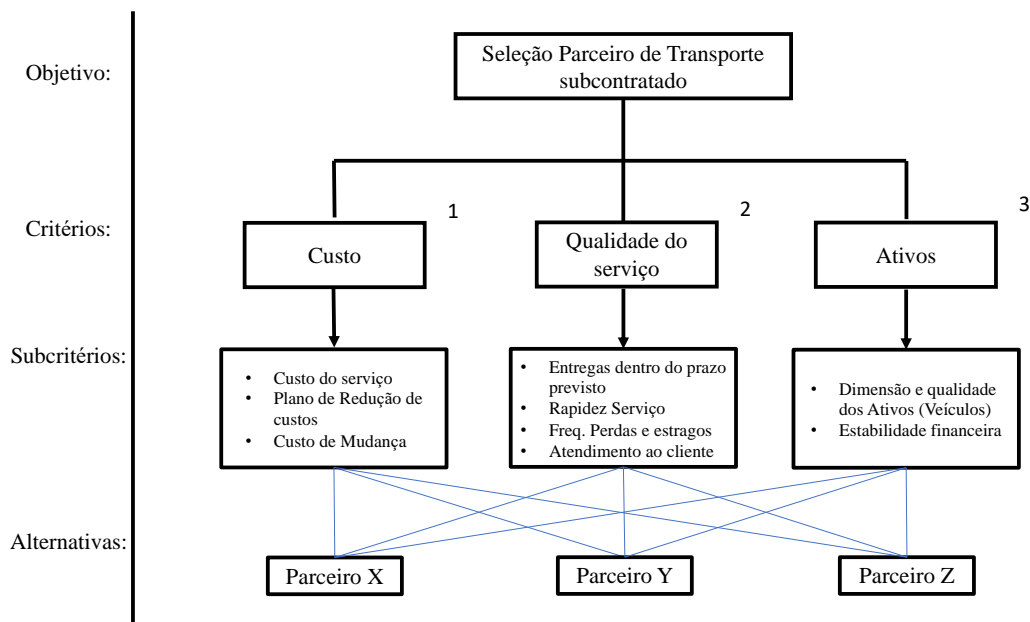 Objetivo:
Seleção Parceiro de Transporte
subcontratado
Critérios:
1
Custo
2
Qualidade do
serviço
3
Ativos
Subcritérios:
• Custo do serviço
• Plano de Redução de
custos
• Custo de Mudança
• Entregas dentro do prazo
previsto
• Rapidez Serviço
• Freq. Perdas e estragos
• Atendimento ao cliente
• Dimensão e qualidade
dos Ativos (Veículos)
• Estabilidade financeira
Alternativas:
Parceiro X
Parceiro Y
Parceiro Z